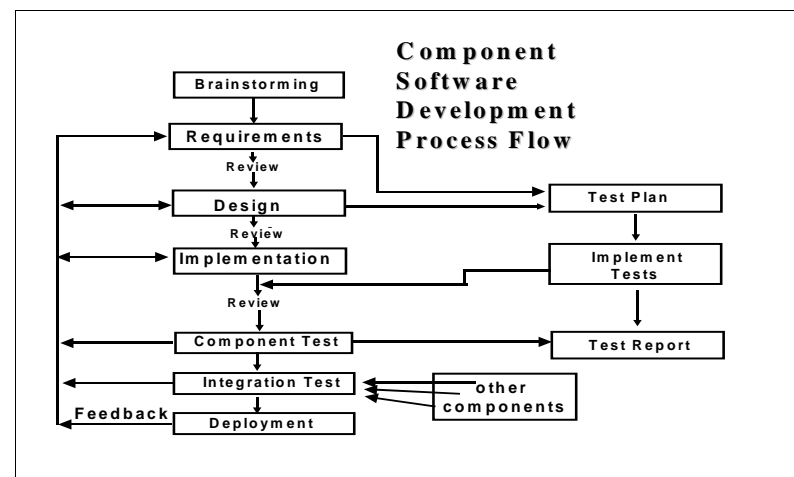 Component
Software
Development
Process Flow
Brainstorming
Requirements
Review
Design
Test Plan
Review
Implementation
Implement
Tests
Review
Component Test
Test Report
Integration Test
other
components
Feedback
Deployment